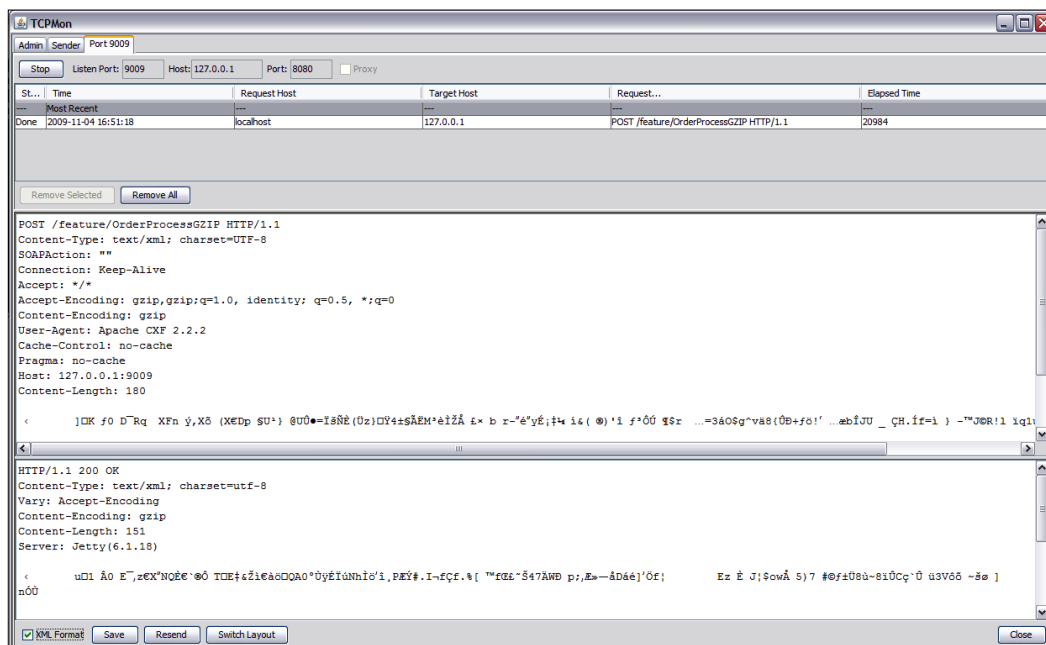 TCPMon
Admin Sender Port 9009
Stop Listen Port: 9009 Host: 127.0.0.1 Port: 8080 Proxy
St... Time Request Host Target Host Request... Elapsed Time
--- Most Recent --- --- --- ---
Done 2009-11-04 16:51:18 localhost 127.0.0.1 POST /feature/OrderProcessGZIP HTTP/1.1 20984
Remove Selected Remove All
POST /feature/OrderProcessGZIP HTTP/1.1
Content-Type: text/xml; charset=UTF-8
SOAPAction: ""
Connection: Keep-Alive
Accept: */*
Accept-Encoding: gzip,gzip;q=1.0, identity; q=0.5, *;q=0
Content-Encoding: gzip
User-Agent: Apache CXF 2.2.2
Cache-Control: no-cache
Pragma: no-cache
Host: 127.0.0.1:9009
Content-Length: 180
HTTP/1.1 200 OK
Content-Type: text/xml; charset=utf-8
Vary: Accept-Encoding
Content-Encoding: gzip
Content-Length: 151
Server: Jetty(6.1.18)
nÓÙ
XML Format Save Resend Switch Layout Close